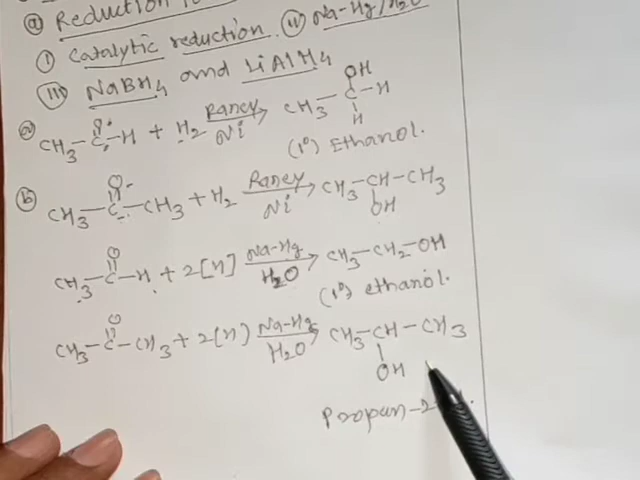 ⓐ Reduction
ⓘ Catalytic reduction. ⓘⓘ Na-Hg/H2O
ⓘⓘⓘ NaBH4 and LiAlH4
ⓐ CH3-C(=O)-H + H2 Raney/Ni → CH3-C(OH)(H)-H
(1°) Ethanol.
ⓑ CH3-C(=O)-CH3 + H2 Raney/Ni → CH3-CH(OH)-CH3
CH3-C(=O)-H + 2[H] Na-Hg/H2O → CH3-CH2-OH
(1°) ethanol.
CH3-C(=O)-CH3 + 2[H] Na-Hg/H2O → CH3-CH(OH)-CH3
Propan-2